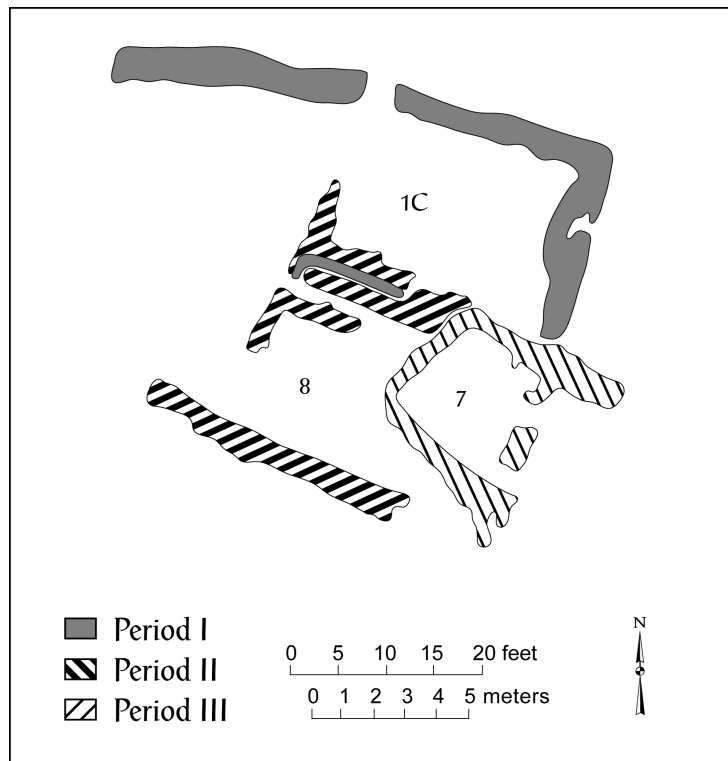 1C
8
7
N
Period I
Period II
Period III
0 5 10 15 20 feet
0 1 2 3 4 5 meters